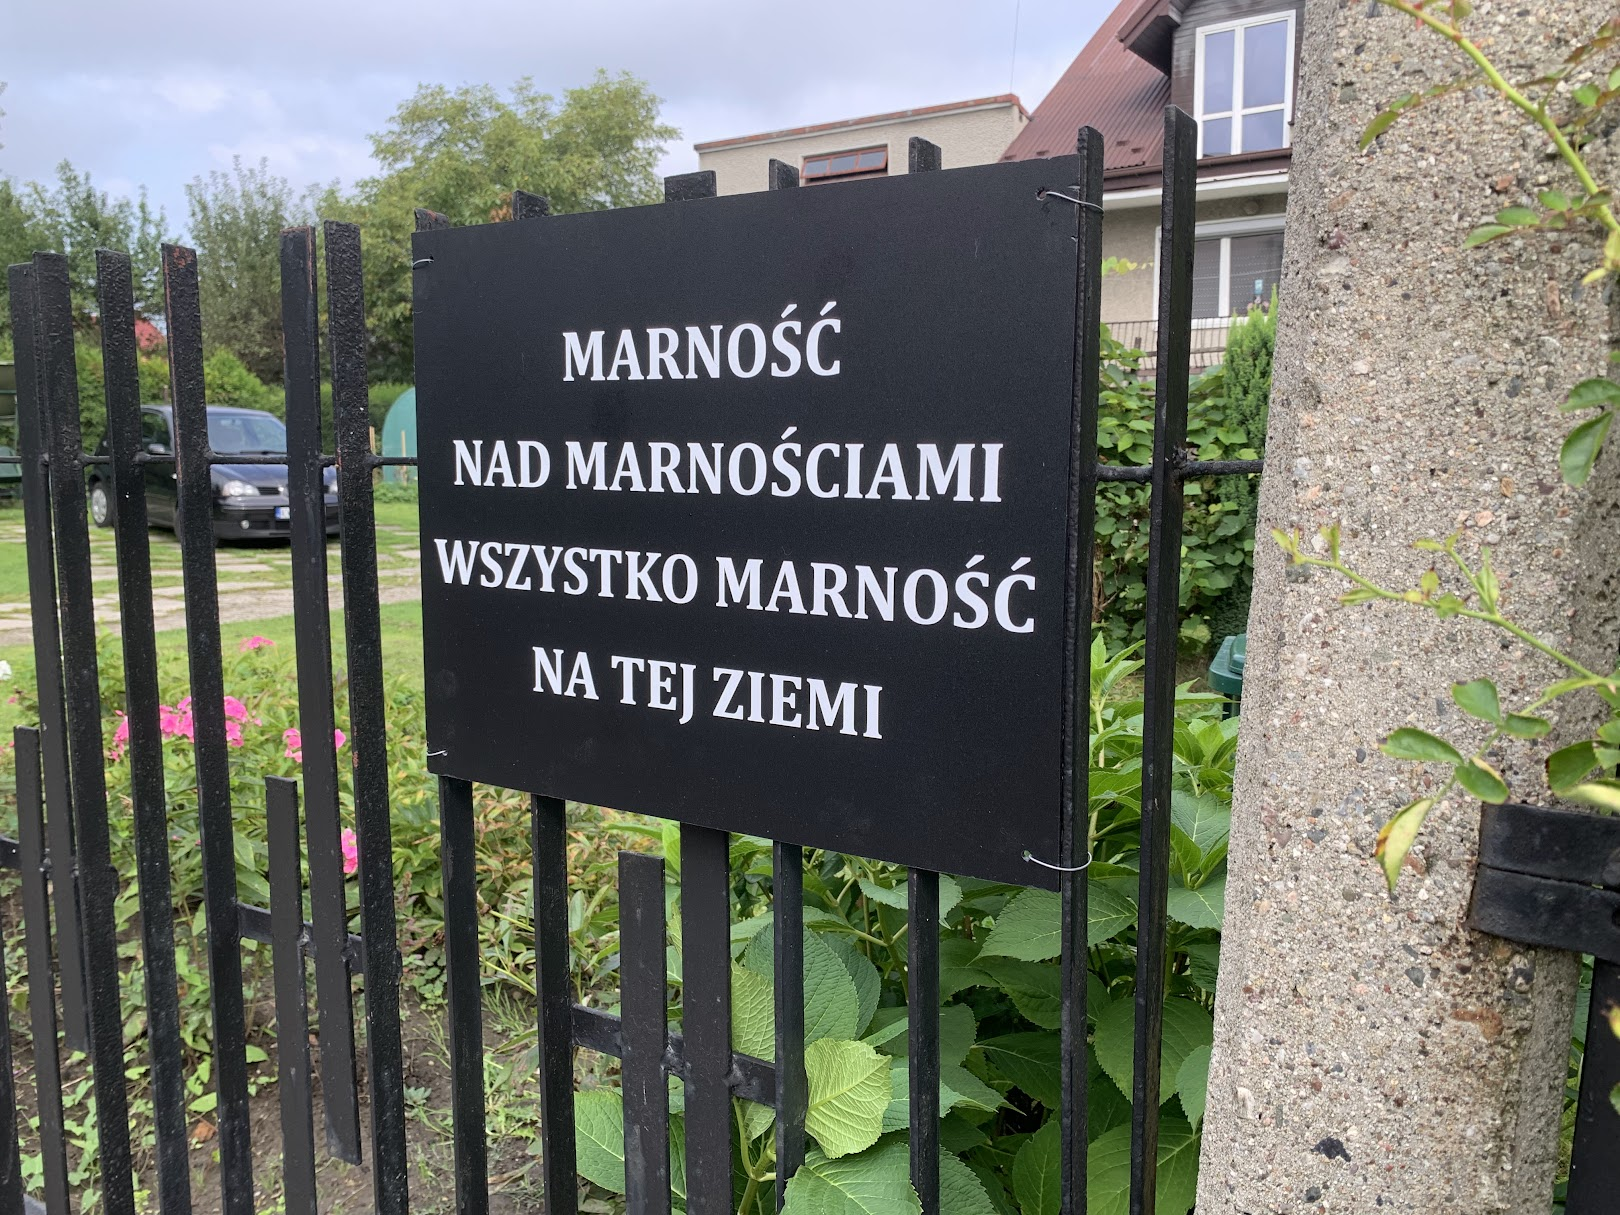 MARNOŚĆ
NAD MARNOŚCIAMI
WSZYSTKO MARNOŚĆ
NA TEJ ZIEMI